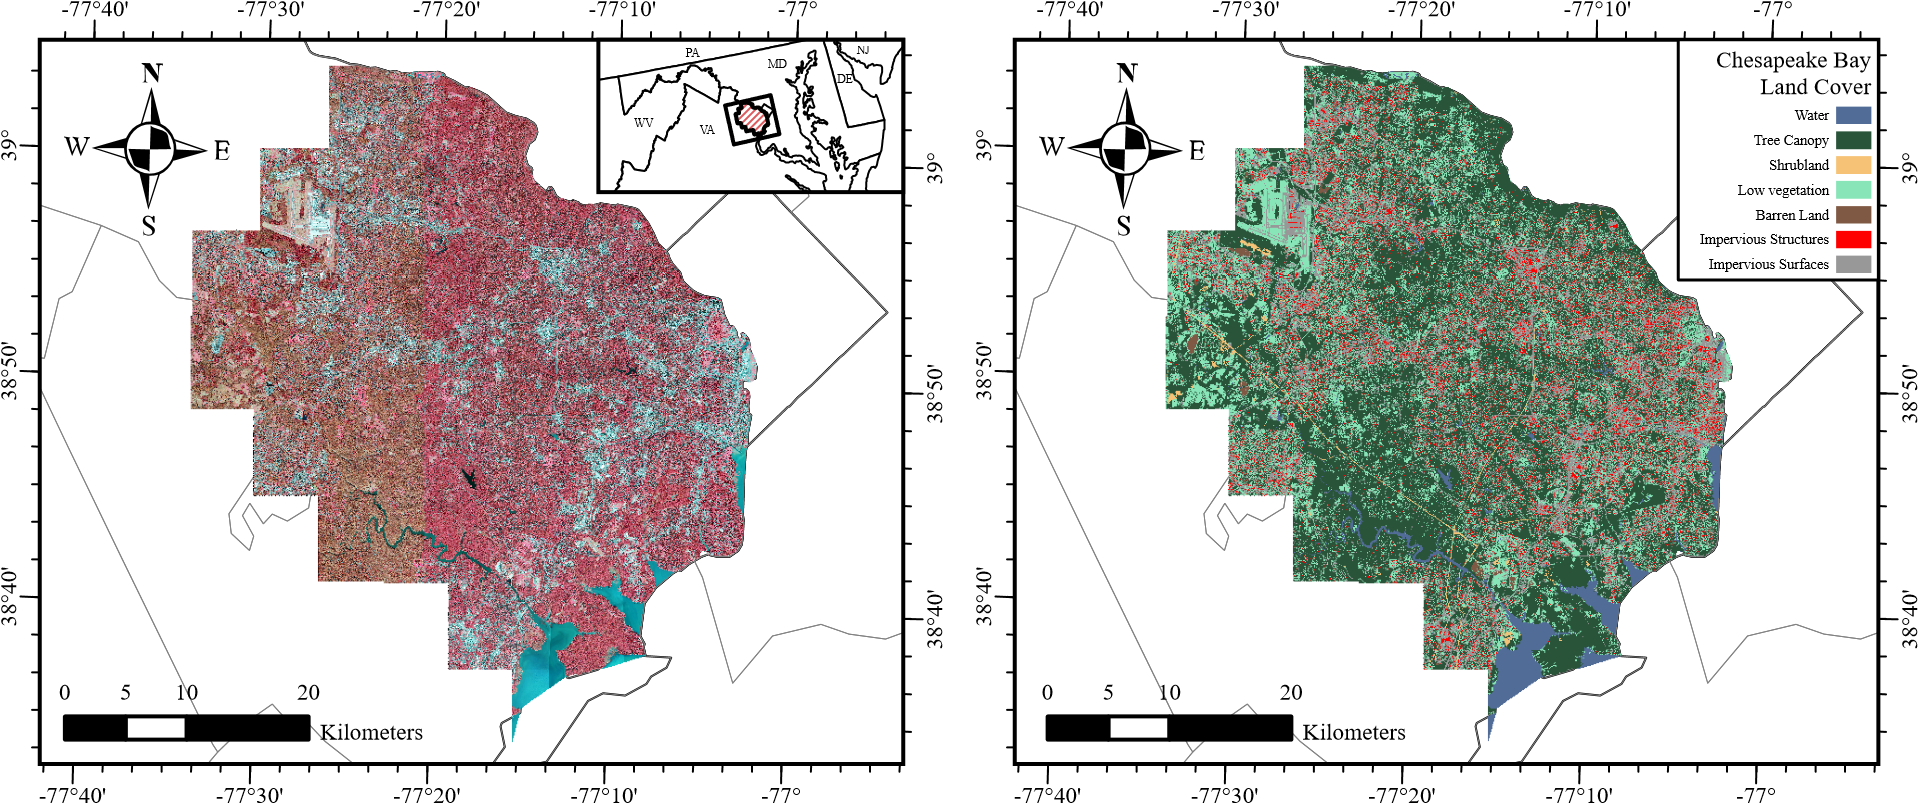 -77°40' -77°30' -77°20' -77°10' -77°
-77°40' -77°30' -77°20' -77°10' -77°
N
W E
S
PA
NJ
MD
DE
WV
VA
39°
39°
38°50'
38°50'
38°40'
38°40'
0 5 10 20
Kilometers
-77°40' -77°30' -77°20' -77°10' -77°
N
W E
S
Chesapeake Bay
Land Cover
Water
Tree Canopy
Shrubland
Low vegetation
Barren Land
Impervious Structures
Impervious Surfaces
39°
39°
38°50'
38°50'
38°40'
38°40'
0 5 10 20
Kilometers
-77°40' -77°30' -77°20' -77°10' -77°